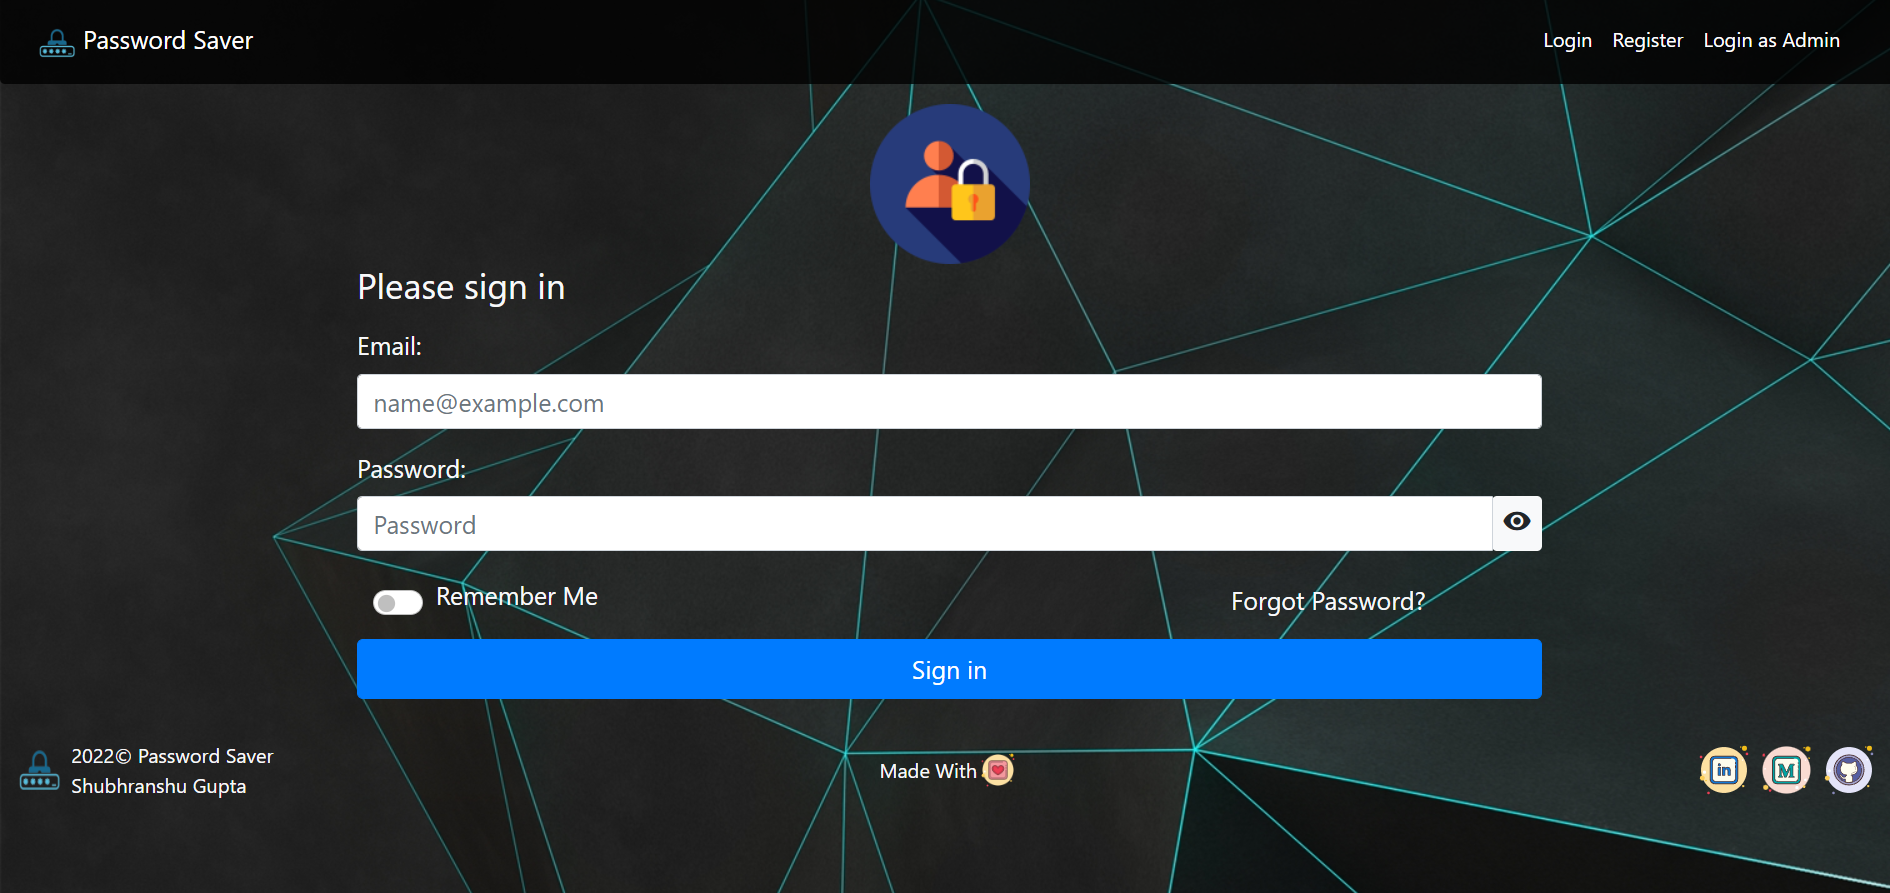 Password Saver
Login Register Login as Admin
Please sign in
Email:
name@example.com
Password:
Password
Remember Me
Forgot Password?
Sign in
2022© Password Saver
Shubhranshu Gupta
Made With
in
M